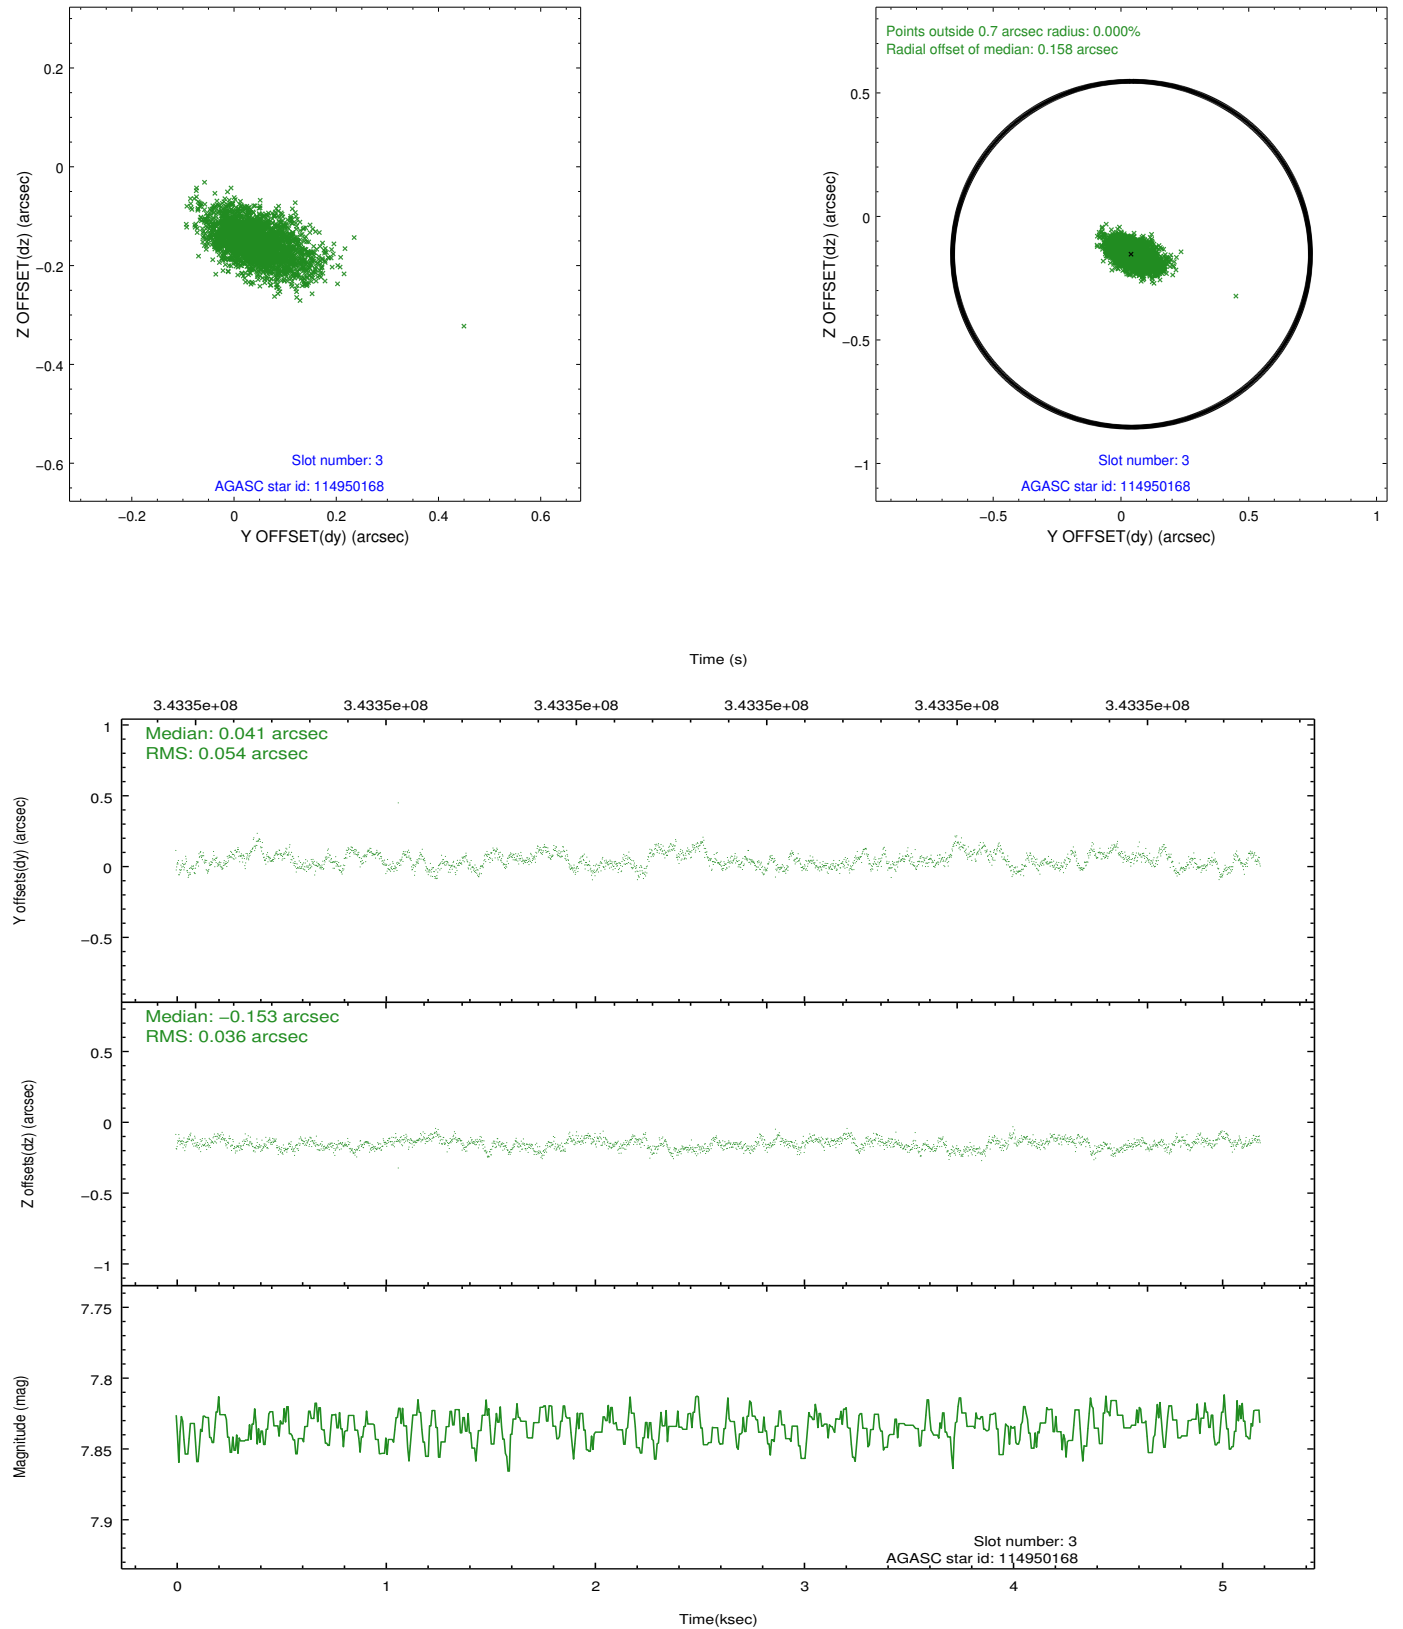 0.2
0
−0.2
−0.4
−0.6
Z OFFSET(dz) (arcsec)
Slot number: 3
AGASC star id: 114950168
−0.2 0 0.2 0.4 0.6
Y OFFSET(dy) (arcsec)
Points outside 0.7 arcsec radius: 0.000%
Radial offset of median: 0.158 arcsec
0.5
0
−0.5
−1
Z OFFSET(dz) (arcsec)
Slot number: 3
AGASC star id: 114950168
−0.5 0 0.5 1
Y OFFSET(dy) (arcsec)
Time (s)
3.4335e+08 3.4335e+08 3.4335e+08 3.4335e+08 3.4335e+08 3.4335e+08
Median: 0.041 arcsec
RMS: 0.054 arcsec
1
0.5
0
−0.5
Y offsets(dy) (arcsec)
Median: −0.153 arcsec
RMS: 0.036 arcsec
0.5
0
−0.5
−1
Z offsets(dz) (arcsec)
7.75
7.8
7.85
7.9
Magnitude (mag)
Slot number: 3
AGASC star id: 114950168
0 1 2 3 4 5
Time(ksec)